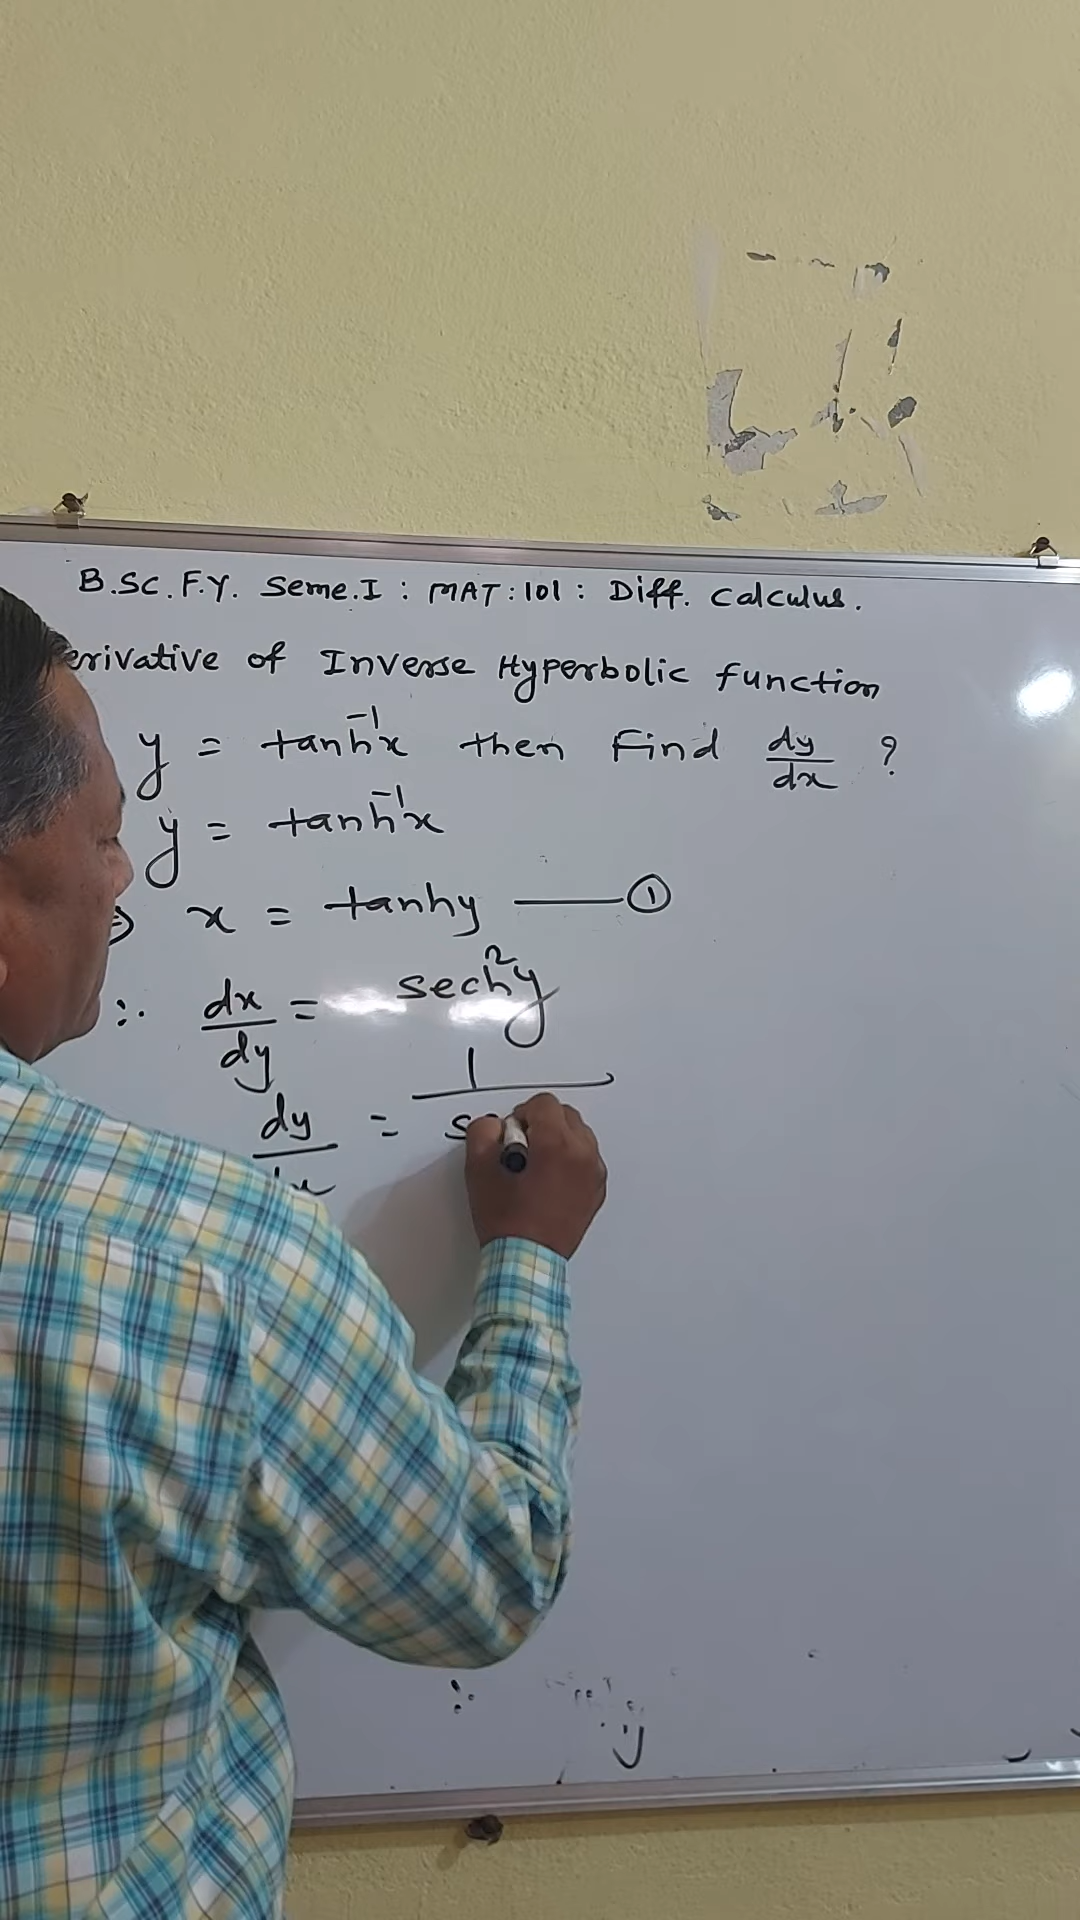 B.SC. F.Y. Seme.I : MAT:101 : Diff. Calculus.
erivative of Inverse Hyperbolic function
y = tanh⁻¹x then Find dy/dx ?
y = tanh⁻¹x
⇒ x = tanhy —— ①
∴ dx/dy = sech²y
dy/dx = 1/s